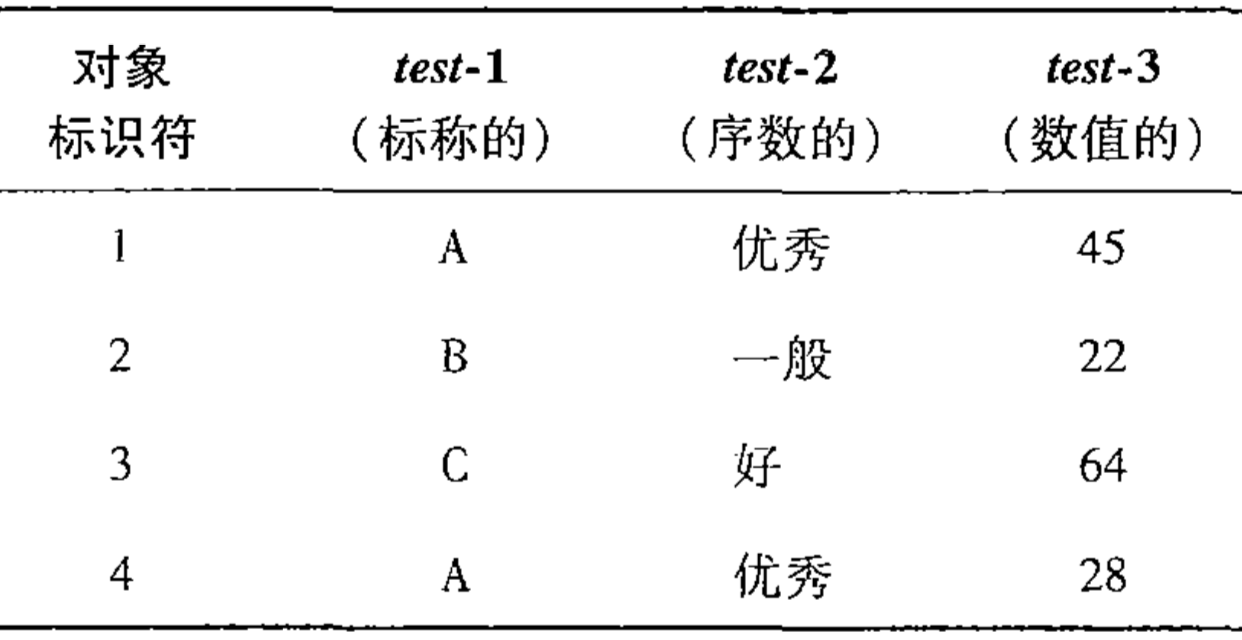 对象 test-1 test-2 test-3
标识符 （标称的） （序数的） （数值的）
1 A 优秀 45
2 B 一般 22
3 C 好 64
4 A 优秀 28